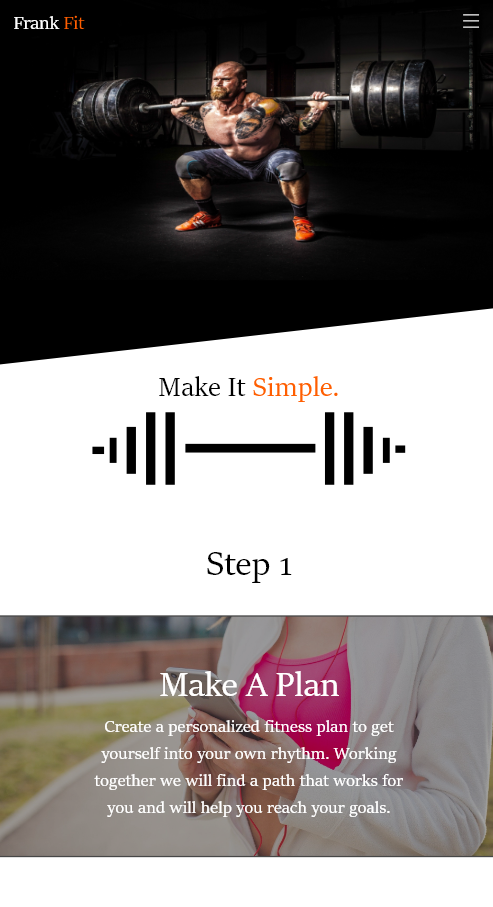 Frank Fit
Make It Simple.
Step 1
Make A Plan
Create a personalized fitness plan to get
yourself into your own rhythm. Working
together we will find a path that works for
you and will help you reach your goals.